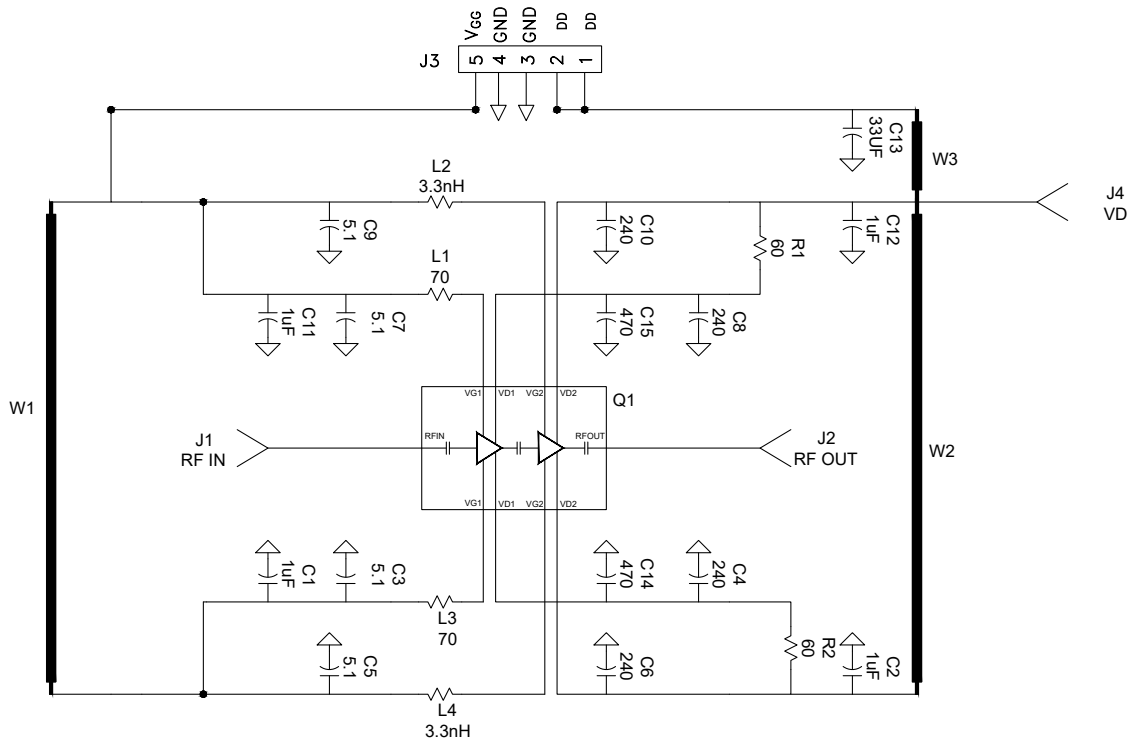 VGG
GND
GND
DD
DD
J3
5
4
3
2
1
C13
33UF
W3
L2
3.3nH
J4
VD
C9
5.1
C10
240
R1
60
C12
1uF
L1
70
C11
1uF
C7
5.1
C15
470
C8
240
W1
VG1
VD1
VG2
VD2
Q1
J1
RF IN
RFIN
RFOUT
J2
RF OUT
W2
VG1
VD1
VG2
VD2
C1
1uF
C3
5.1
C14
470
C4
240
L3
70
C5
5.1
C6
240
R2
60
C2
1uF
L4
3.3nH